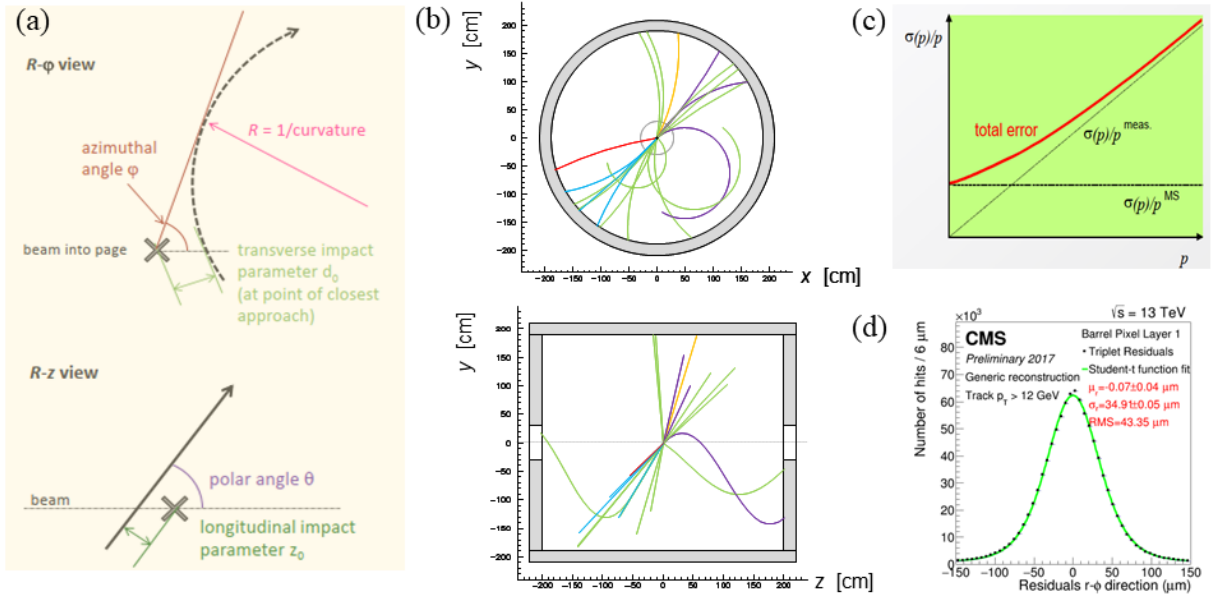 (a)
R-φ view
R = 1/curvature
azimuthal
angle φ
beam into page
transverse impact
parameter d₀
(at point of closest
approach)
R-z view
polar angle θ
beam
longitudinal impact
parameter z₀
(b)
y [cm]
200
150
100
50
0
-50
-100
-150
-200
-200 -150 -100 -50 0 50 100 150 200
x [cm]
y [cm]
200
150
100
50
0
-50
-100
-150
-200
-200 -150 -100 -50 0 50 100 150 200
z [cm]
(c)
σ(p)/p
total error
σ(p)/p meas.
σ(p)/p MS
p
(d)
√s = 13 TeV
×10³
CMS
Preliminary 2017
Generic reconstruction
Track pT > 12 GeV
Barrel Pixel Layer 1
Triplet Residuals
Student-t function fit
μr=-0.07±0.04 μm
σr=34.91±0.05 μm
RMS=43.35 μm
Number of hits / 6 μm
80
70
60
50
40
30
20
10
0
-150 -100 -50 0 50 100 150
Residuals r-ϕ direction (μm)